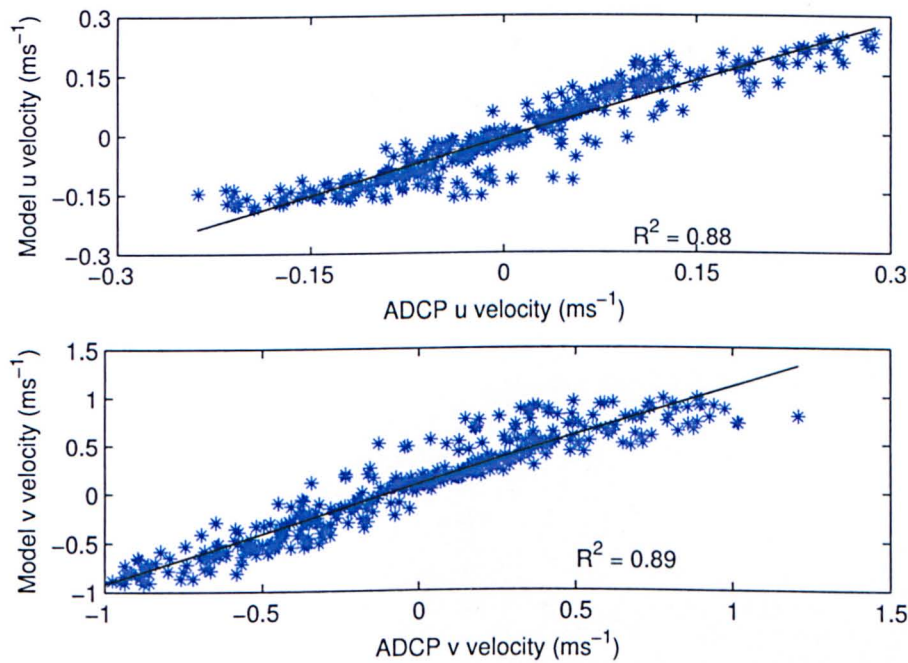 0.3
0.15
0
−0.15
−0.3
Model u velocity (ms⁻¹)
R² = 0.88
−0.3 −0.15 0 0.15 0.3
ADCP u velocity (ms⁻¹)
1.5
1
0.5
0
−0.5
−1
Model v velocity (ms⁻¹)
R² = 0.89
−1 −0.5 0 0.5 1 1.5
ADCP v velocity (ms⁻¹)